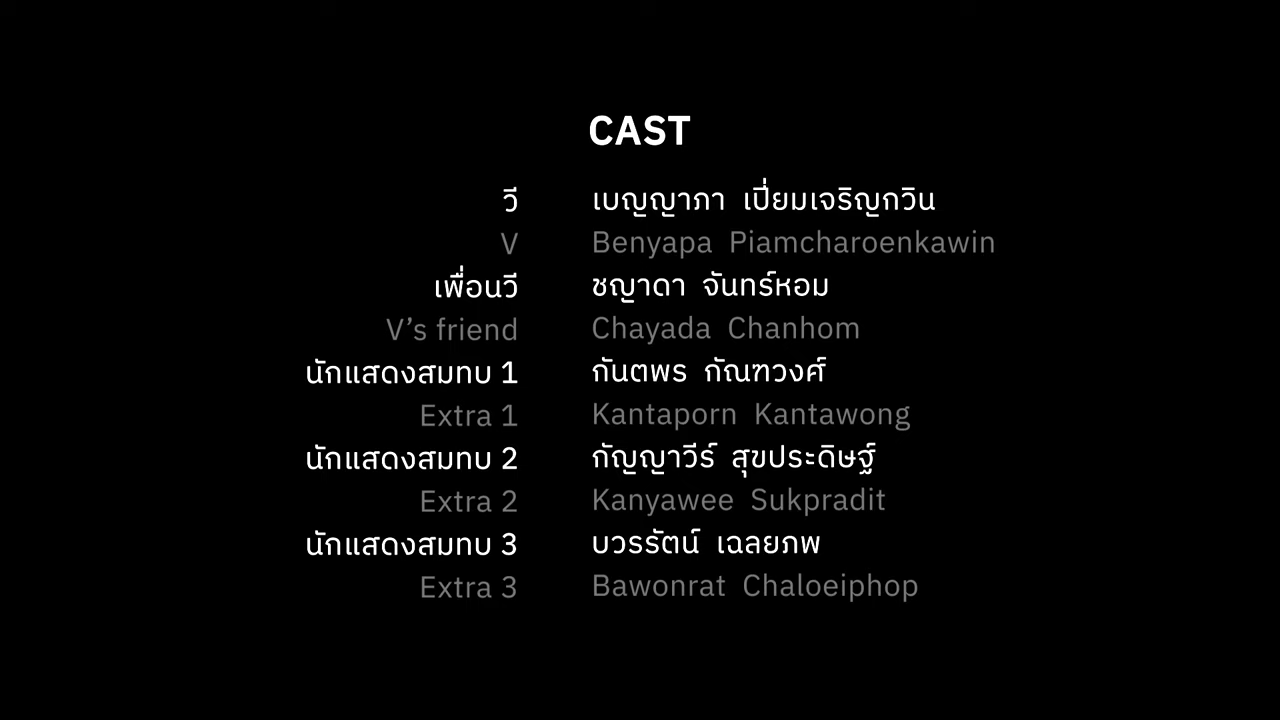 CAST
วี เบญญาภา เปี่ยมเจริญกวิน
V Benyapa Piamcharoenkawin
เพื่อนวี ชญาดา จันทร์หอม
V’s friend Chayada Chanhom
นักแสดงสมทบ 1 กันตพร กัณฑวงศ์
Extra 1 Kantaporn Kantawong
นักแสดงสมทบ 2 กัญญาวีร์ สุขประดิษฐ์
Extra 2 Kanyawee Sukpradit
นักแสดงสมทบ 3 บวรรัตน์ เฉลยภพ
Extra 3 Bawonrat Chaloeiphop